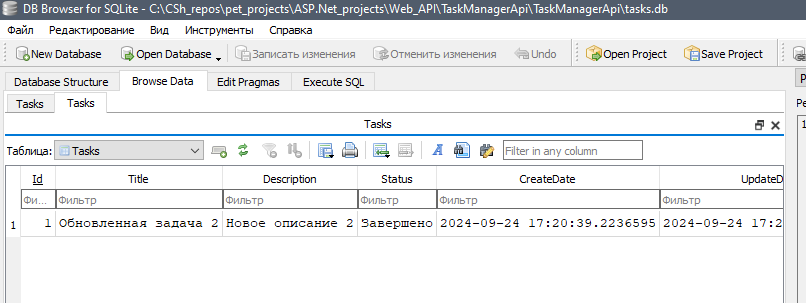 DB Browser for SQLite - C:\CSh_repos\pet_projects\ASP.Net_projects\Web_API\TaskManagerApi\TaskManagerApi\tasks.db
Файл Редактирование Вид Инструменты Справка
New Database Open Database Записать изменения Отменить изменения Undo Open Project Save Project
Database Structure Browse Data Edit Pragmas Execute SQL
Tasks Tasks
Tasks
Таблица: Tasks Filter in any column
Id Title Description Status CreateDate UpdateD
Фи... Фильтр Фильтр Фильтр Фильтр Фильтр
1 1 Обновленная задача 2 Новое описание 2 Завершено 2024-09-24 17:20:39.2236595 2024-09-24 17:2